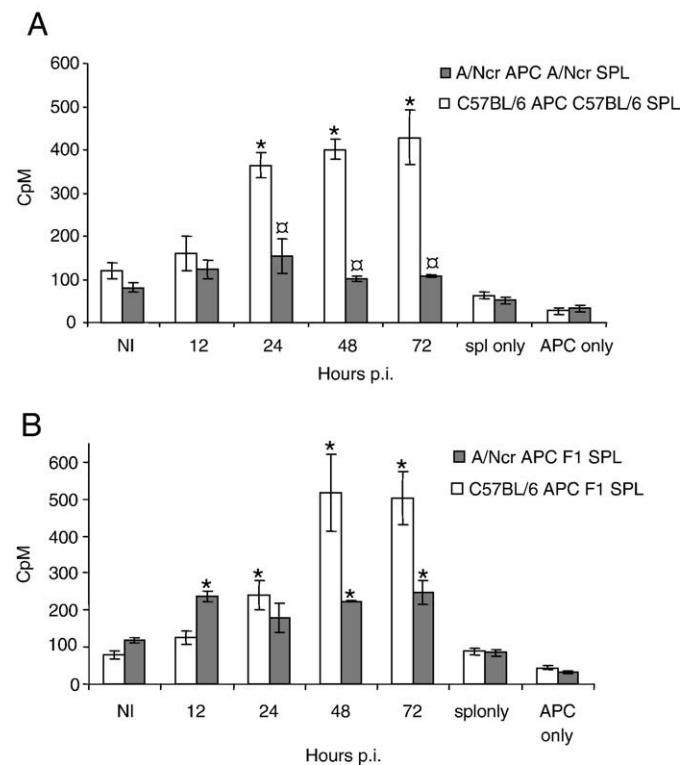 A
600
500
400
300
200
100
0
CpM
A/Ncr APC A/Ncr SPL
C57BL/6 APC C57BL/6 SPL
* * *
¤ ¤ ¤
NI 12 24 48 72 spl only APC only
Hours p.i.
B
600
500
400
300
200
100
0
CpM
A/Ncr APC F1 SPL
C57BL/6 APC F1 SPL
* * * * * *
NI 12 24 48 72 splonly APC only
Hours p.i.